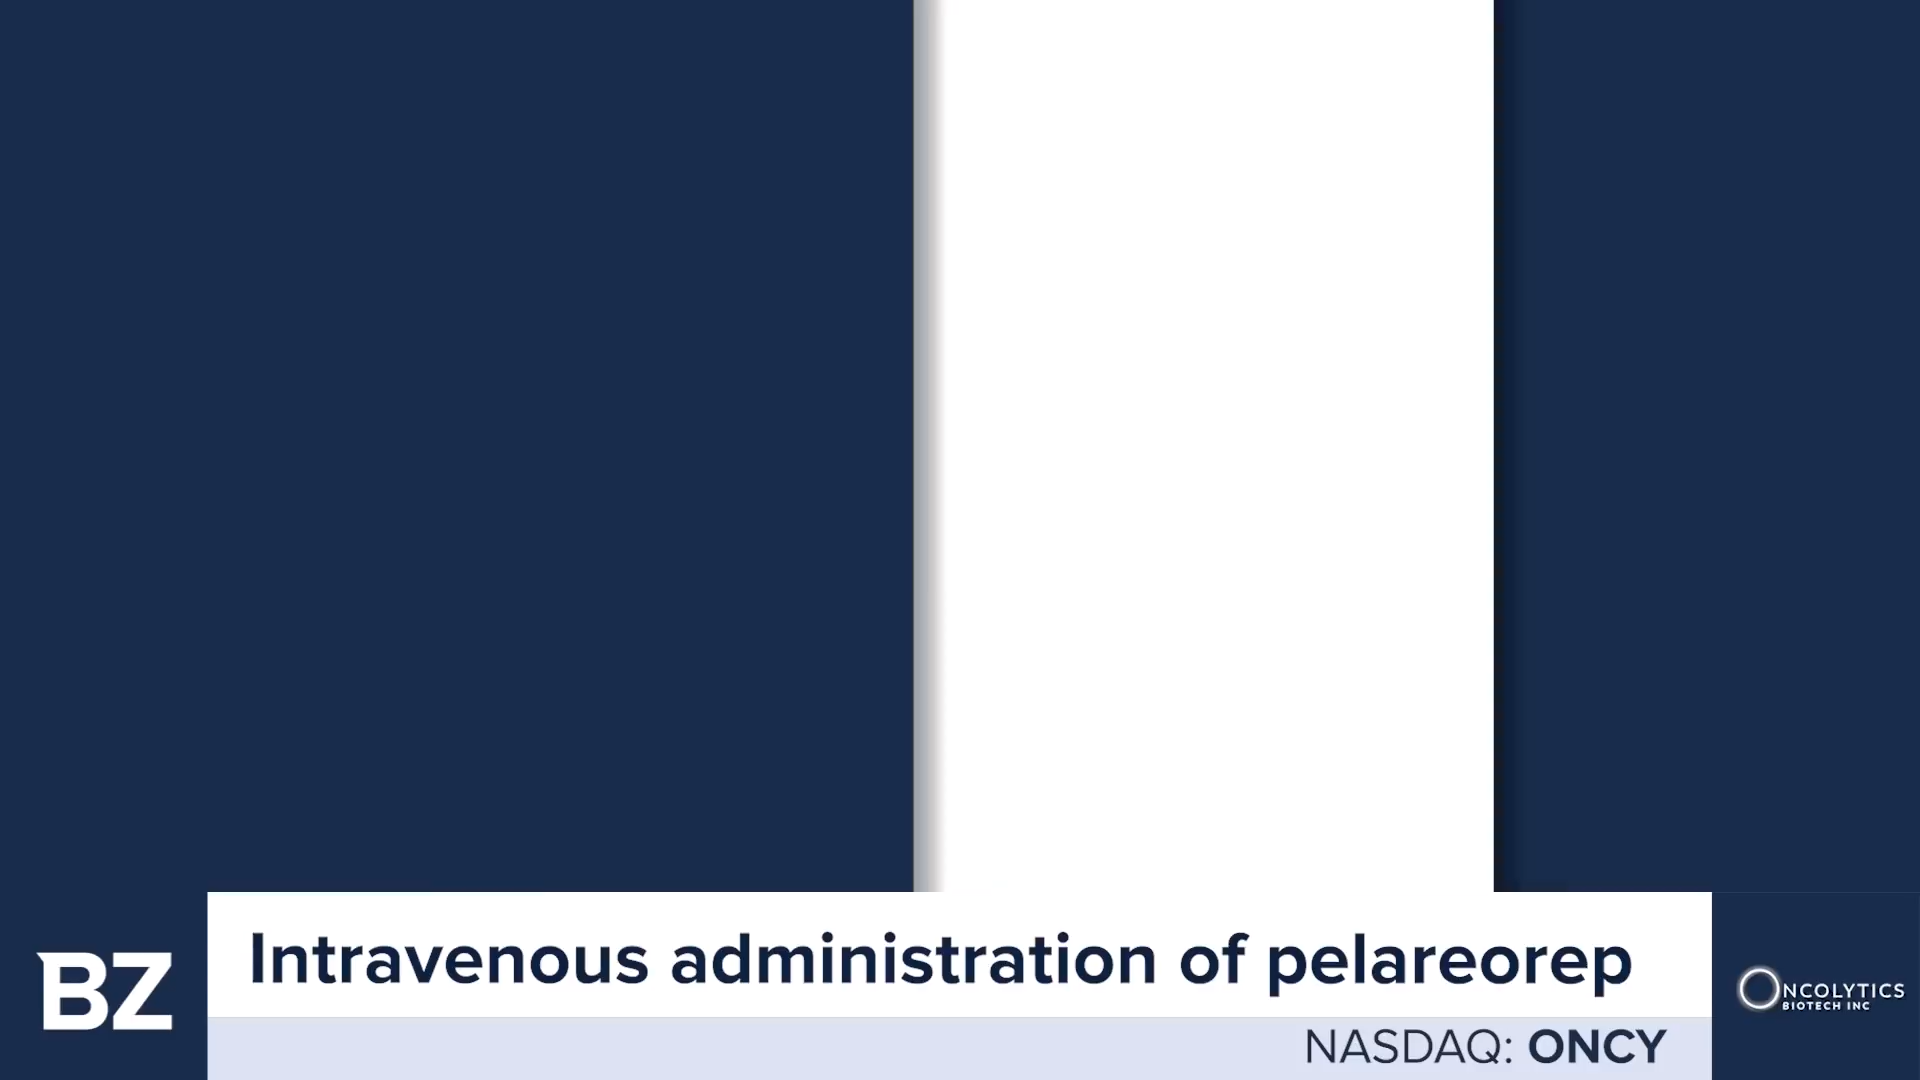 BZ
Intravenous administration of pelareorep
NASDAQ: ONCY
ONCOLYTICS
BIOTECH INC